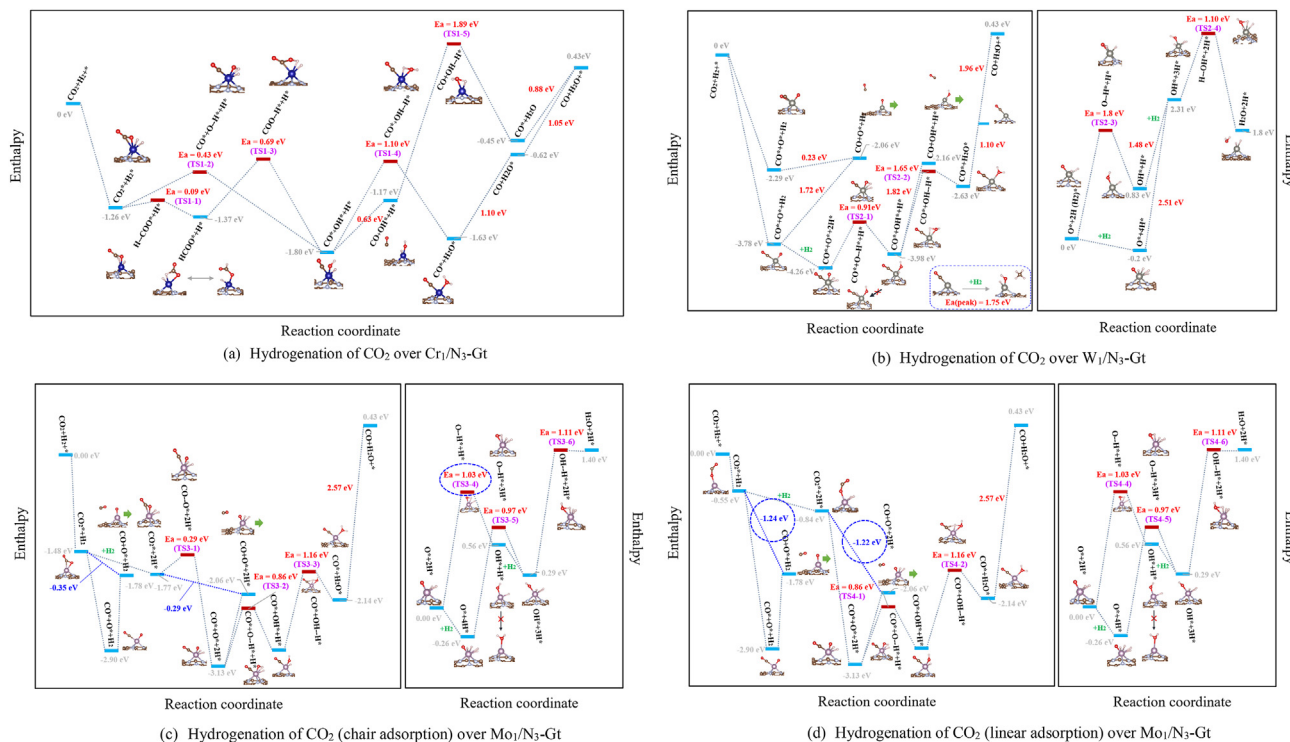 Enthalpy
CO₂+H₂+*
0 eV
-1.26 eV
CO₂*+H₂*
Ea = 0.09 eV
(TS1-1)
H-COO*+H*
HCOO*+H*
-1.37 eV
Ea = 0.43 eV
(TS1-2)
CO*+O-H*+H*
Ea = 0.69 eV
(TS1-3)
COO-H*+H*
-1.80 eV
CO*+OH*+H*
0.63 eV
-1.17 eV
CO+OH*+H*
Ea = 1.10 eV
(TS1-4)
CO*+OH-H*
Ea = 1.89 eV
(TS1-5)
CO+OH-H*
-1.63 eV
CO*+H₂O*
1.10 eV
CO+H2O*
-0.62 eV
-0.45 eV
CO*+H₂O
0.88 eV
1.05 eV
0.43eV
CO+H₂O+*
Reaction coordinate
(a) Hydrogenation of CO₂ over Cr₁/N₃-Gt
Enthalpy
0 eV
CO₂+H₂+*
CO*+O*+H₂
-2.29 eV
0.23 eV
-3.78 eV
CO*+O*+H₂
1.72 eV
+H₂
-4.26 eV
CO*+O*+2H*
CO+O*+H₂
-2.06 eV
Ea = 0.91eV
(TS2-1)
CO*+O-H*+H*
-3.98 eV
CO*+OH*+H*
Ea = 1.65 eV
(TS2-2)
1.82 eV
CO+OH*+H*
-2.16 eV
CO*+OH-H*
-2.63 eV
CO*+H₂O*
1.10 eV
1.96 eV
0.43 eV
CO+H₂O+*
+H₂
Ea(peak) = 1.75 eV
Enthalpy
O*+2H (H2)*
0 eV
+H₂
O*+4H*
-0.2 eV
Ea = 1.8 eV
(TS2-3)
O-H*+H*
1.48 eV
OH*+H*
0.83 eV
+H₂
2.51 eV
OH*+3H*
2.31 eV
Ea = 1.10 eV
(TS2-4)
H-OH*+2H*
H₂O+2H*
1.8 eV
Reaction coordinate
(b) Hydrogenation of CO₂ over W₁/N₃-Gt
Enthalpy
CO₂+H₂+*
0.00 eV
CO₂*+H₂
-1.48 eV
-0.35 eV
+H₂
CO*+O*+H₂
-2.90 eV
CO+O*+H₂
-1.78 eV
CO₂*+2H*
-1.77 eV
-0.29 eV
Ea = 0.29 eV
(TS3-1)
CO-O*+2H*
CO*+O*+2H*
-3.13 eV
CO+O*+2H*
2.06 eV
Ea = 0.86 eV
(TS3-2)
CO*+O-H*+H*
CO*+OH*+H*
Ea = 1.16 eV
(TS3-3)
CO*+OH-H*
CO*+H₂O*
-2.14 eV
2.57 eV
0.43 eV
CO+H₂O+*
Enthalpy
O*+2H*
0.00 eV
+H₂
O*+4H*
-0.26 eV
O-H*+H*
Ea = 1.03 eV
(TS3-4)
O-H*+3H*
Ea = 0.97 eV
(TS3-5)
0.56 eV
OH*+H*
+H₂
0.29 eV
OH*+3H*
Ea = 1.11 eV
(TS3-6)
OH-H*+2H*
H₂O+2H*
1.40 eV
Reaction coordinate
(c) Hydrogenation of CO₂ (chair adsorption) over Mo₁/N₃-Gt
Enthalpy
CO₂+H₂+*
0.00 eV
CO₂*+H₂
-0.55 eV
-1.24 eV
+H₂
CO*+O*+H₂
-2.90 eV
CO+O*+H₂
-1.78 eV
CO₂*+2H*
-0.84 eV
-1.22 eV
CO*+O*+2H*
-3.13 eV
CO+O*+2H*
-2.06 eV
Ea = 0.86 eV
(TS4-1)
CO*+O-H*+H*
CO*+OH*+H*
Ea = 1.16 eV
(TS4-2)
CO*+OH-H*
CO*+H₂O*
-2.14 eV
2.57 eV
0.43 eV
CO+H₂O+*
Enthalpy
O*+2H*
0.00 eV
+H₂
O*+4H*
-0.26 eV
O-H*+H*
Ea = 1.03 eV
(TS4-4)
O-H*+3H*
Ea = 0.97 eV
(TS4-5)
0.56 eV
OH*+H*
+H₂
0.29 eV
OH*+3H*
Ea = 1.11 eV
(TS4-6)
OH-H*+2H*
H₂O+2H*
1.40 eV
Enthalpy
Reaction coordinate
(d) Hydrogenation of CO₂ (linear adsorption) over Mo₁/N₃-Gt